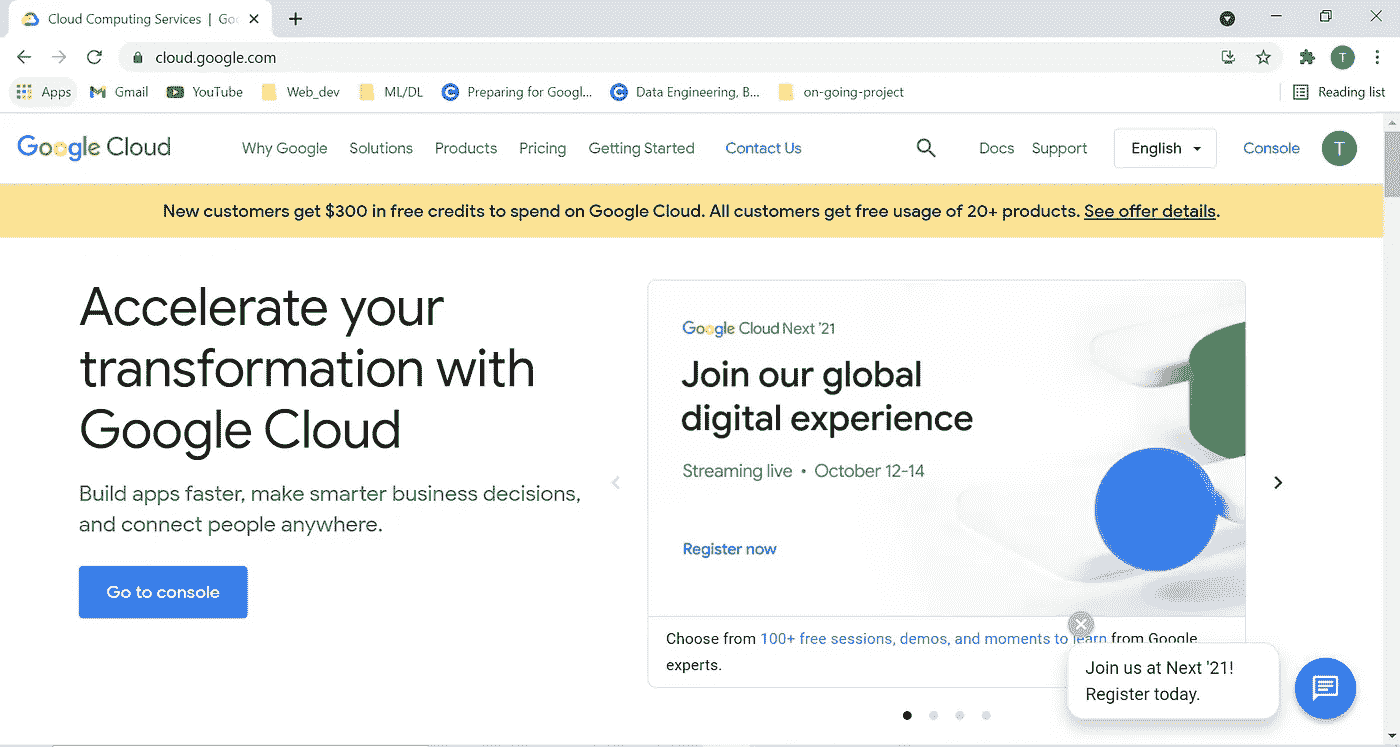 Cloud Computing Services | Go
cloud.google.com
T
Apps Gmail YouTube Web_dev ML/DL Preparing for Googl... Data Engineering, B... on-going-project Reading list
Google Cloud Why Google Solutions Products Pricing Getting Started Contact Us Docs Support English Console T
New customers get $300 in free credits to spend on Google Cloud. All customers get free usage of 20+ products. See offer details.
Accelerate your
transformation with
Google Cloud
Build apps faster, make smarter business decisions,
and connect people anywhere.
Go to console
Google Cloud Next '21
Join our global
digital experience
Streaming live • October 12-14
Register now
Choose from 100+ free sessions, demos, and moments to learn from Google
experts.
Join us at Next '21!
Register today.